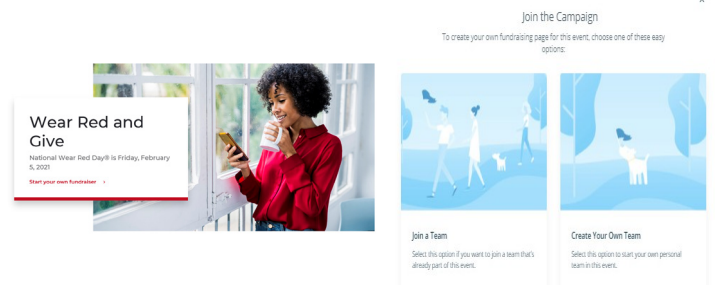 Wear Red and
Give
National Wear Red Day® Is Friday, February
5, 2021
Start your own fundraiser ›
Join the Campaign
To create your own fundraising page for this event, choose one of these easy
options:
Join a Team
Select this option if you want to join a team that's
already part of this event.
Create Your Own Team
Select this option to start your own personal
team in this event.